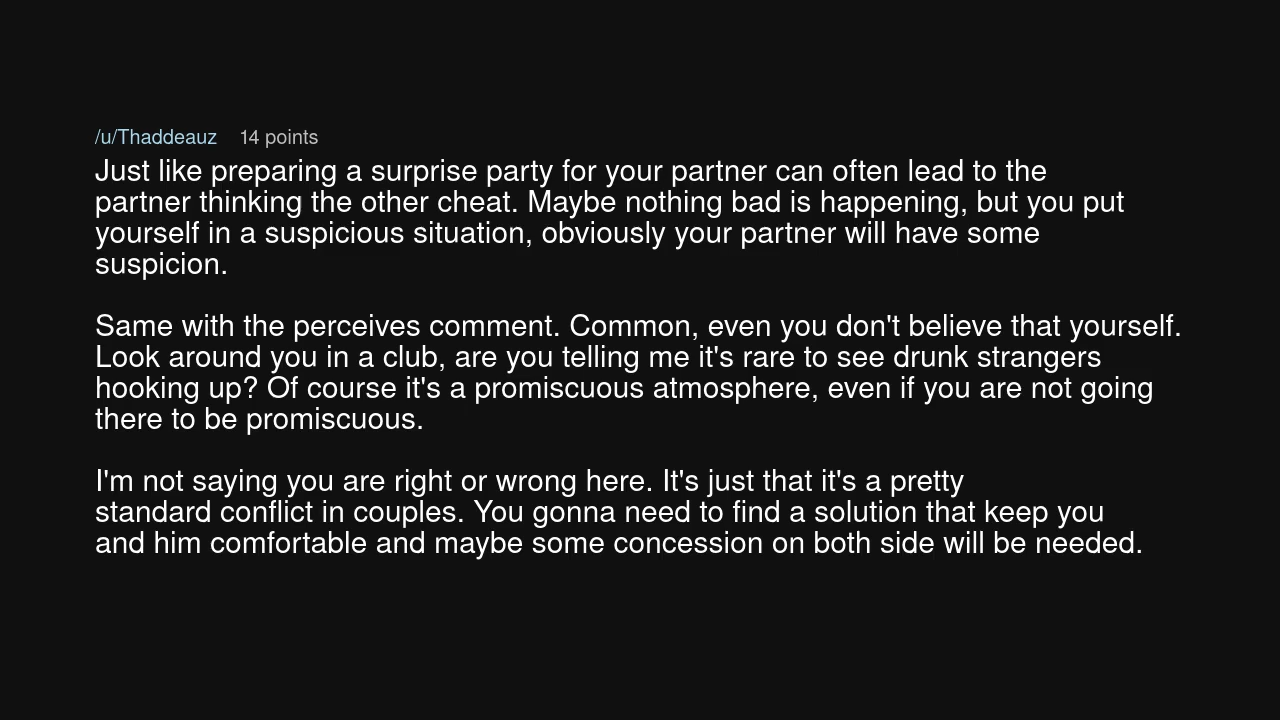 /u/Thaddeauz 14 points
Just like preparing a surprise party for your partner can often lead to the
partner thinking the other cheat. Maybe nothing bad is happening, but you put
yourself in a suspicious situation, obviously your partner will have some
suspicion.
Same with the perceives comment. Common, even you don't believe that yourself.
Look around you in a club, are you telling me it's rare to see drunk strangers
hooking up? Of course it's a promiscuous atmosphere, even if you are not going
there to be promiscuous.
I'm not saying you are right or wrong here. It's just that it's a pretty
standard conflict in couples. You gonna need to find a solution that keep you
and him comfortable and maybe some concession on both side will be needed.